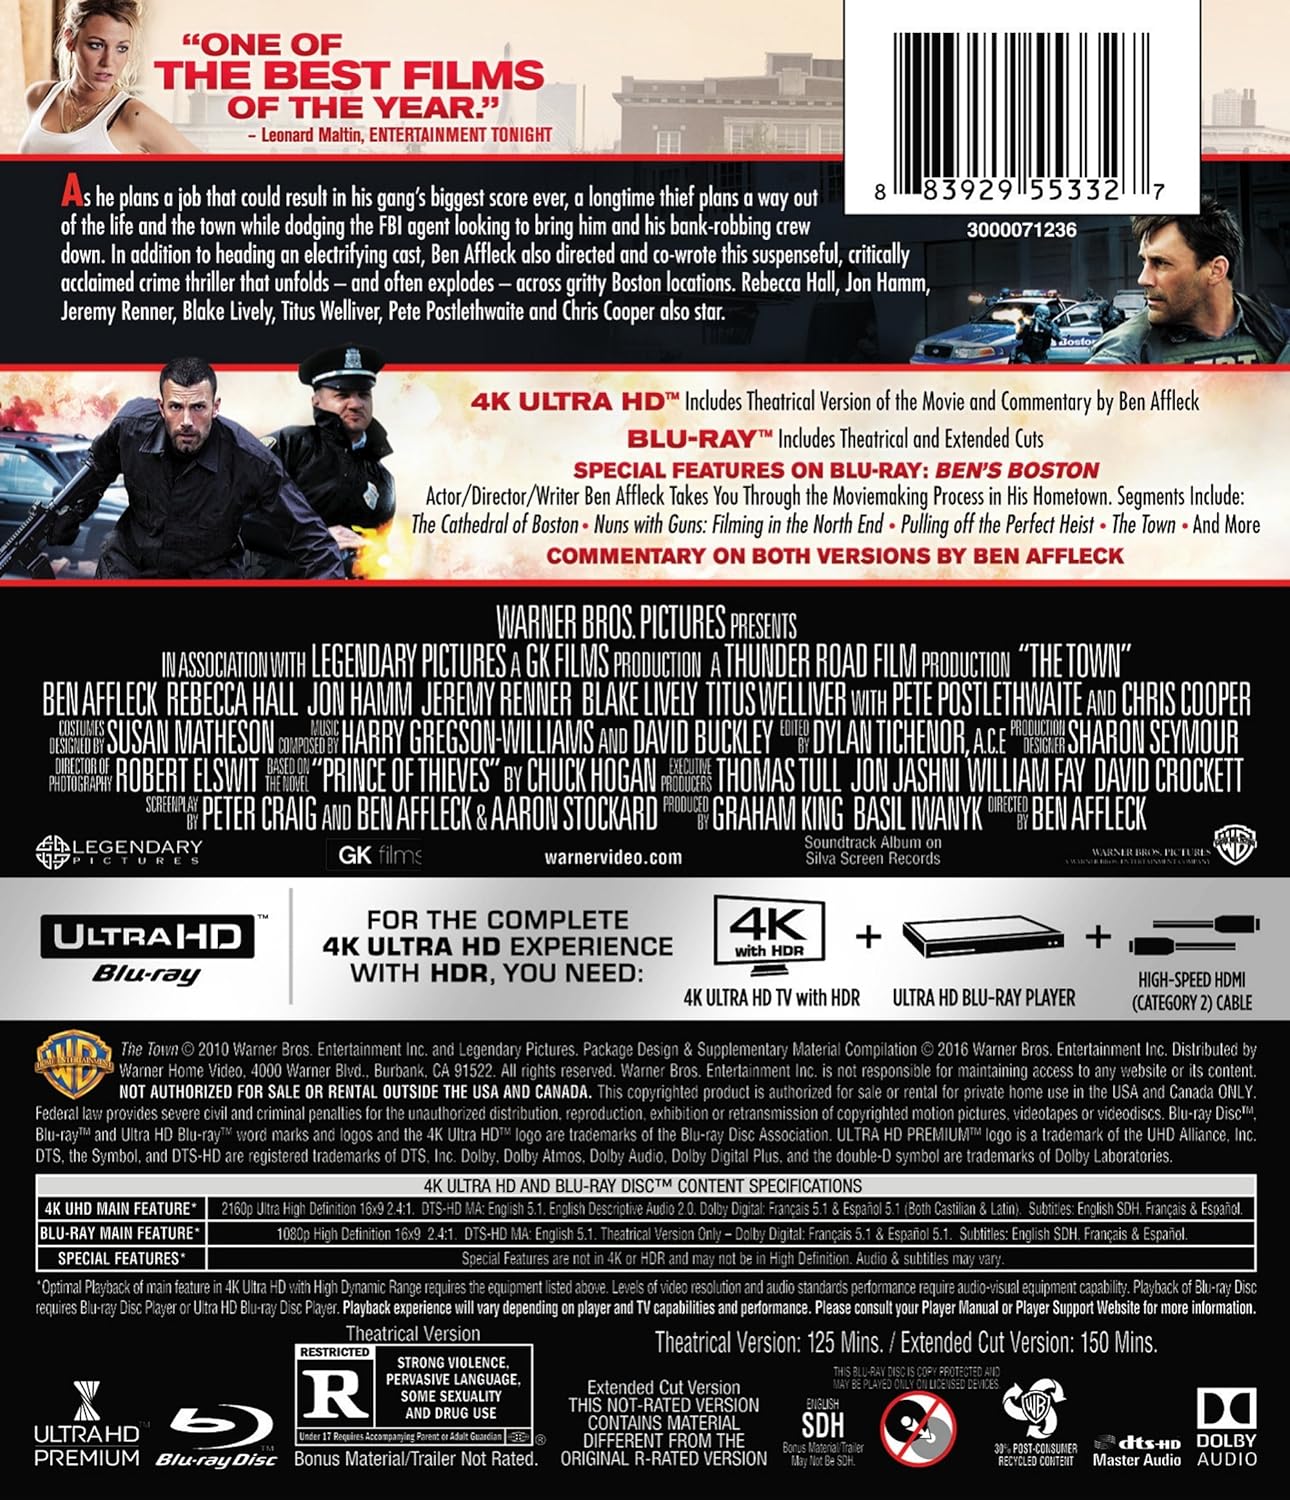 “ONE OF
THE BEST FILMS
OF THE YEAR.”
– Leonard Maltin, ENTERTAINMENT TONIGHT
8 83929 55332 7
3000071236
As he plans a job that could result in his gang’s biggest score ever, a longtime thief plans a way out
of the life and the town while dodging the FBI agent looking to bring him and his bank-robbing crew
down. In addition to heading an electrifying cast, Ben Affleck also directed and co-wrote this suspenseful, critically
acclaimed crime thriller that unfolds – and often explodes – across gritty Boston locations. Rebecca Hall, Jon Hamm,
Jeremy Renner, Blake Lively, Titus Welliver, Pete Postlethwaite and Chris Cooper also star.
Boston
4K ULTRA HD™ Includes Theatrical Version of the Movie and Commentary by Ben Affleck
BLU-RAY™ Includes Theatrical and Extended Cuts
SPECIAL FEATURES ON BLU-RAY: BEN’S BOSTON
Actor/Director/Writer Ben Affleck Takes You Through the Moviemaking Process in His Hometown. Segments Include:
The Cathedral of Boston • Nuns with Guns: Filming in the North End • Pulling off the Perfect Heist • The Town • And More
COMMENTARY ON BOTH VERSIONS BY BEN AFFLECK
WARNER BROS. PICTURES PRESENTS
IN ASSOCIATION WITH LEGENDARY PICTURES A GK FILMS PRODUCTION A THUNDER ROAD FILM PRODUCTION “THE TOWN”
BEN AFFLECK REBECCA HALL JON HAMM JEREMY RENNER BLAKE LIVELY TITUS WELLIVER WITH PETE POSTLETHWAITE AND CHRIS COOPER
COSTUMES DESIGNED BY SUSAN MATHESON MUSIC COMPOSED BY HARRY GREGSON-WILLIAMS AND DAVID BUCKLEY EDITED BY DYLAN TICHENOR, A.C.E PRODUCTION DESIGNER SHARON SEYMOUR
DIRECTOR OF PHOTOGRAPHY ROBERT ELSWIT BASED ON THE NOVEL “PRINCE OF THIEVES” BY CHUCK HOGAN EXECUTIVE PRODUCERS THOMAS TULL JON JASHNI WILLIAM FAY DAVID CROCKETT
SCREENPLAY BY PETER CRAIG AND BEN AFFLECK & AARON STOCKARD PRODUCED BY GRAHAM KING BASIL IWANYK DIRECTED BY BEN AFFLECK
LEGENDARY
PICTURES
GK films
warnervideo.com
Soundtrack Album on
Silva Screen Records
WARNER BROS. PICTURES
A WARNER BROS. ENTERTAINMENT COMPANY
ULTRA HD™
Blu-ray
FOR THE COMPLETE
4K ULTRA HD EXPERIENCE
WITH HDR, YOU NEED:
4K
with HDR
+
+
4K ULTRA HD TV with HDR
ULTRA HD BLU-RAY PLAYER
HIGH-SPEED HDMI
(CATEGORY 2) CABLE
WB
HOME ENTERTAINMENT
The Town © 2010 Warner Bros. Entertainment Inc. and Legendary Pictures. Package Design & Supplementary Material Compilation © 2016 Warner Bros. Entertainment Inc. Distributed by
Warner Home Video, 4000 Warner Blvd., Burbank, CA 91522. All rights reserved. Warner Bros. Entertainment Inc. is not responsible for maintaining access to any website or its content.
NOT AUTHORIZED FOR SALE OR RENTAL OUTSIDE THE USA AND CANADA. This copyrighted product is authorized for sale or rental for private home use in the USA and Canada ONLY.
Federal law provides severe civil and criminal penalties for the unauthorized distribution, reproduction, exhibition or retransmission of copyrighted motion pictures, videotapes or videodiscs. Blu-ray Disc™,
Blu-ray™ and Ultra HD Blu-ray™ word marks and logos and the 4K Ultra HD™ logo are trademarks of the Blu-ray Disc Association. ULTRA HD PREMIUM™ logo is a trademark of the UHD Alliance, Inc.
DTS, the Symbol, and DTS-HD are registered trademarks of DTS, Inc. Dolby, Dolby Atmos, Dolby Audio, Dolby Digital Plus, and the double-D symbol are trademarks of Dolby Laboratories.
4K ULTRA HD AND BLU-RAY DISC™ CONTENT SPECIFICATIONS
4K UHD MAIN FEATURE* 2160p Ultra High Definition 16x9 2.4:1. DTS-HD MA: English 5.1. English Descriptive Audio 2.0, Dolby Digital: Français 5.1 & Español 5.1 (Both Castilian & Latin). Subtitles: English SDH, Français & Español.
BLU-RAY MAIN FEATURE* 1080p High Definition 16x9 2.4:1. DTS-HD MA: English 5.1. Theatrical Version Only – Dolby Digital: Français 5.1 & Español 5.1. Subtitles: English SDH, Français & Español.
SPECIAL FEATURES* Special Features are not in 4K or HDR and may not be in High Definition. Audio & subtitles may vary.
*Optimal Playback of main feature in 4K Ultra HD with High Dynamic Range requires the equipment listed above. Levels of video resolution and audio standards performance require audio-visual equipment capability. Playback of Blu-ray Disc
requires Blu-ray Disc Player or Ultra HD Blu-ray Disc Player. Playback experience will vary depending on player and TV capabilities and performance. Please consult your Player Manual or Player Support Website for more information.
Theatrical Version
RESTRICTED
R
STRONG VIOLENCE,
PERVASIVE LANGUAGE,
SOME SEXUALITY
AND DRUG USE
Under 17 Requires Accompanying Parent or Adult Guardian ®
Bonus Material/Trailer Not Rated.
Theatrical Version: 125 Mins. / Extended Cut Version: 150 Mins.
ULTRA HD™
PREMIUM
Blu-ray Disc™
Extended Cut Version
THIS NOT-RATED VERSION
CONTAINS MATERIAL
DIFFERENT FROM THE
ORIGINAL R-RATED VERSION
THIS BLU-RAY DISC IS COPY PROTECTED AND
MAY BE PLAYED ONLY ON LICENSED DEVICES
ENGLISH
SDH
Bonus Material/Trailer
May Not Be SDH.
WB
30% POST-CONSUMER
RECYCLED CONTENT
dts-HD
Master Audio
DOLBY
AUDIO